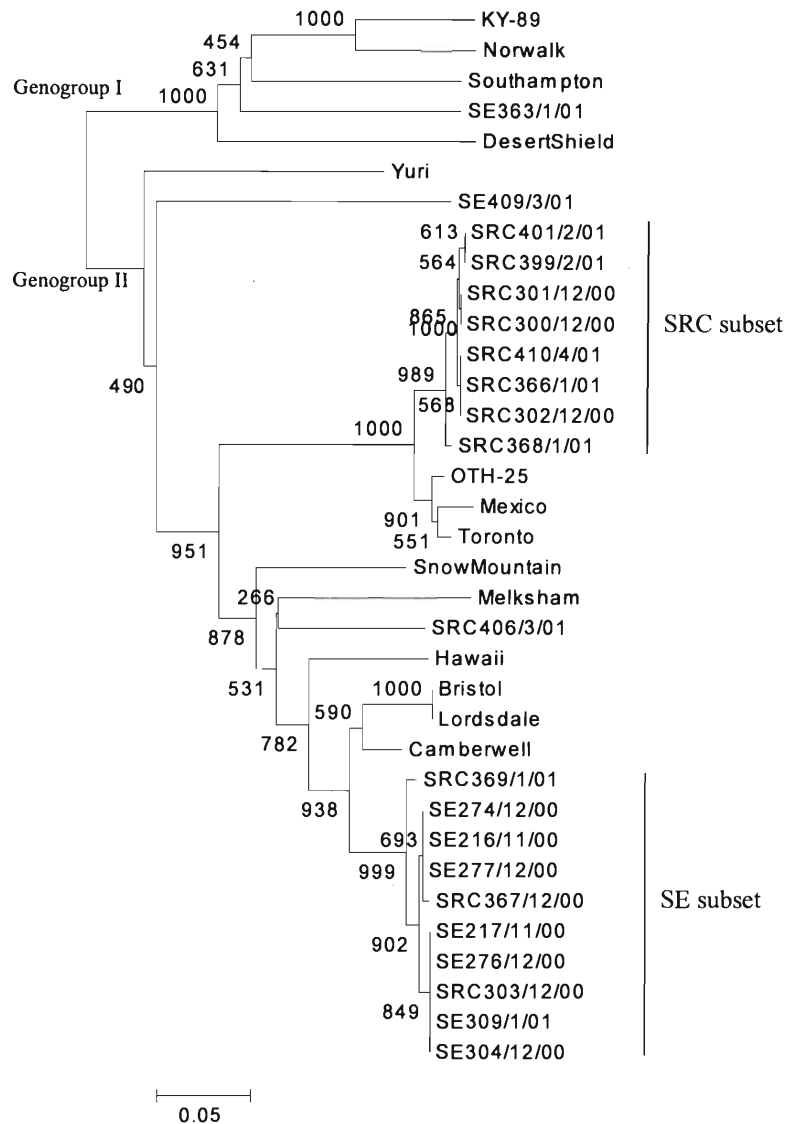 1000
KY-89
Norwalk
454
Southampton
631
SE363/1/01
Genogroup I
1000
DesertShield
Yuri
SE409/3/01
Genogroup II
613
SRC401/2/01
564
SRC399/2/01
SRC301/12/00
865
1000
SRC300/12/00
SRC subset
SRC410/4/01
989
SRC366/1/01
490
568
SRC302/12/00
1000
SRC368/1/01
OTH-25
Mexico
901
Toronto
951
551
SnowMountain
266
Melksham
878
SRC406/3/01
Hawaii
531
1000
Bristol
590
Lordsdale
782
Camberwell
SRC369/1/01
938
SE274/12/00
693
SE216/11/00
999
SE277/12/00
SRC367/12/00
SE subset
SE217/11/00
902
SE276/12/00
SRC303/12/00
849
SE309/1/01
SE304/12/00
0.05